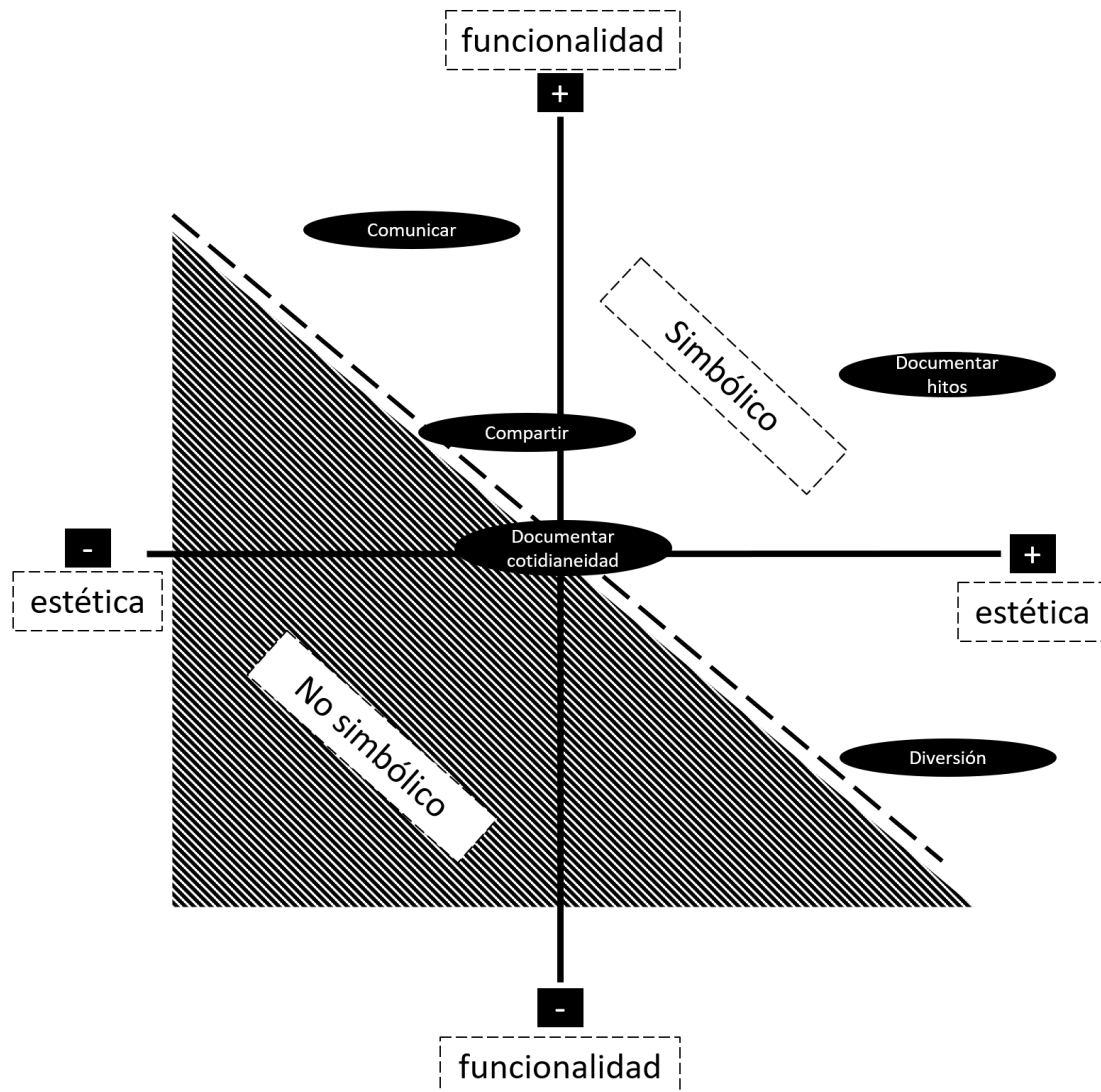 funcionalidad
+
Comunicar
Simbólico
Documentar
hitos
Compartir
-
Documentar
cotidianeidad
+
estética
estética
No simbólico
Diversión
-
funcionalidad